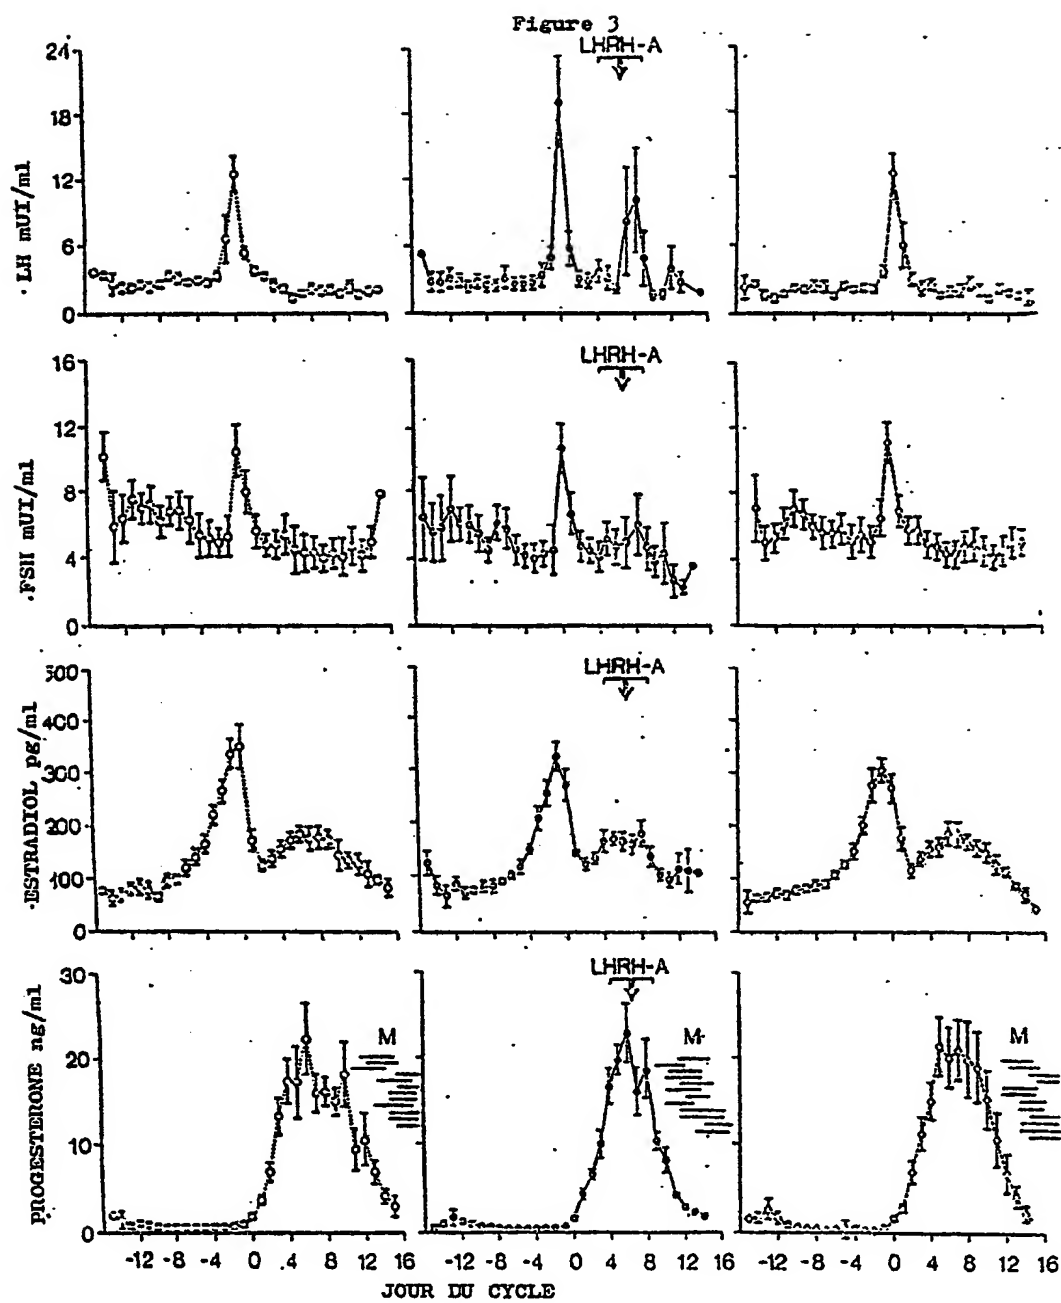 Figure 3
LHRH-A
24
18
12
6
0
. LH mUI/ml
LHRH-A
16
12
8
4
0
.FSH mUI/ml
LHRH-A
500
400
300
200
100
0
.ESTRADIOL pg/ml
LHRH-A
30
20
10
0
PROGESTERONE ng/ml
M
M
M
-12 -8 -4 0 4 8 12 16
-12 -8 -4 0 4 8 12 16
-12 -8 -4 0 4 8 12 16
JOUR DU CYCLE